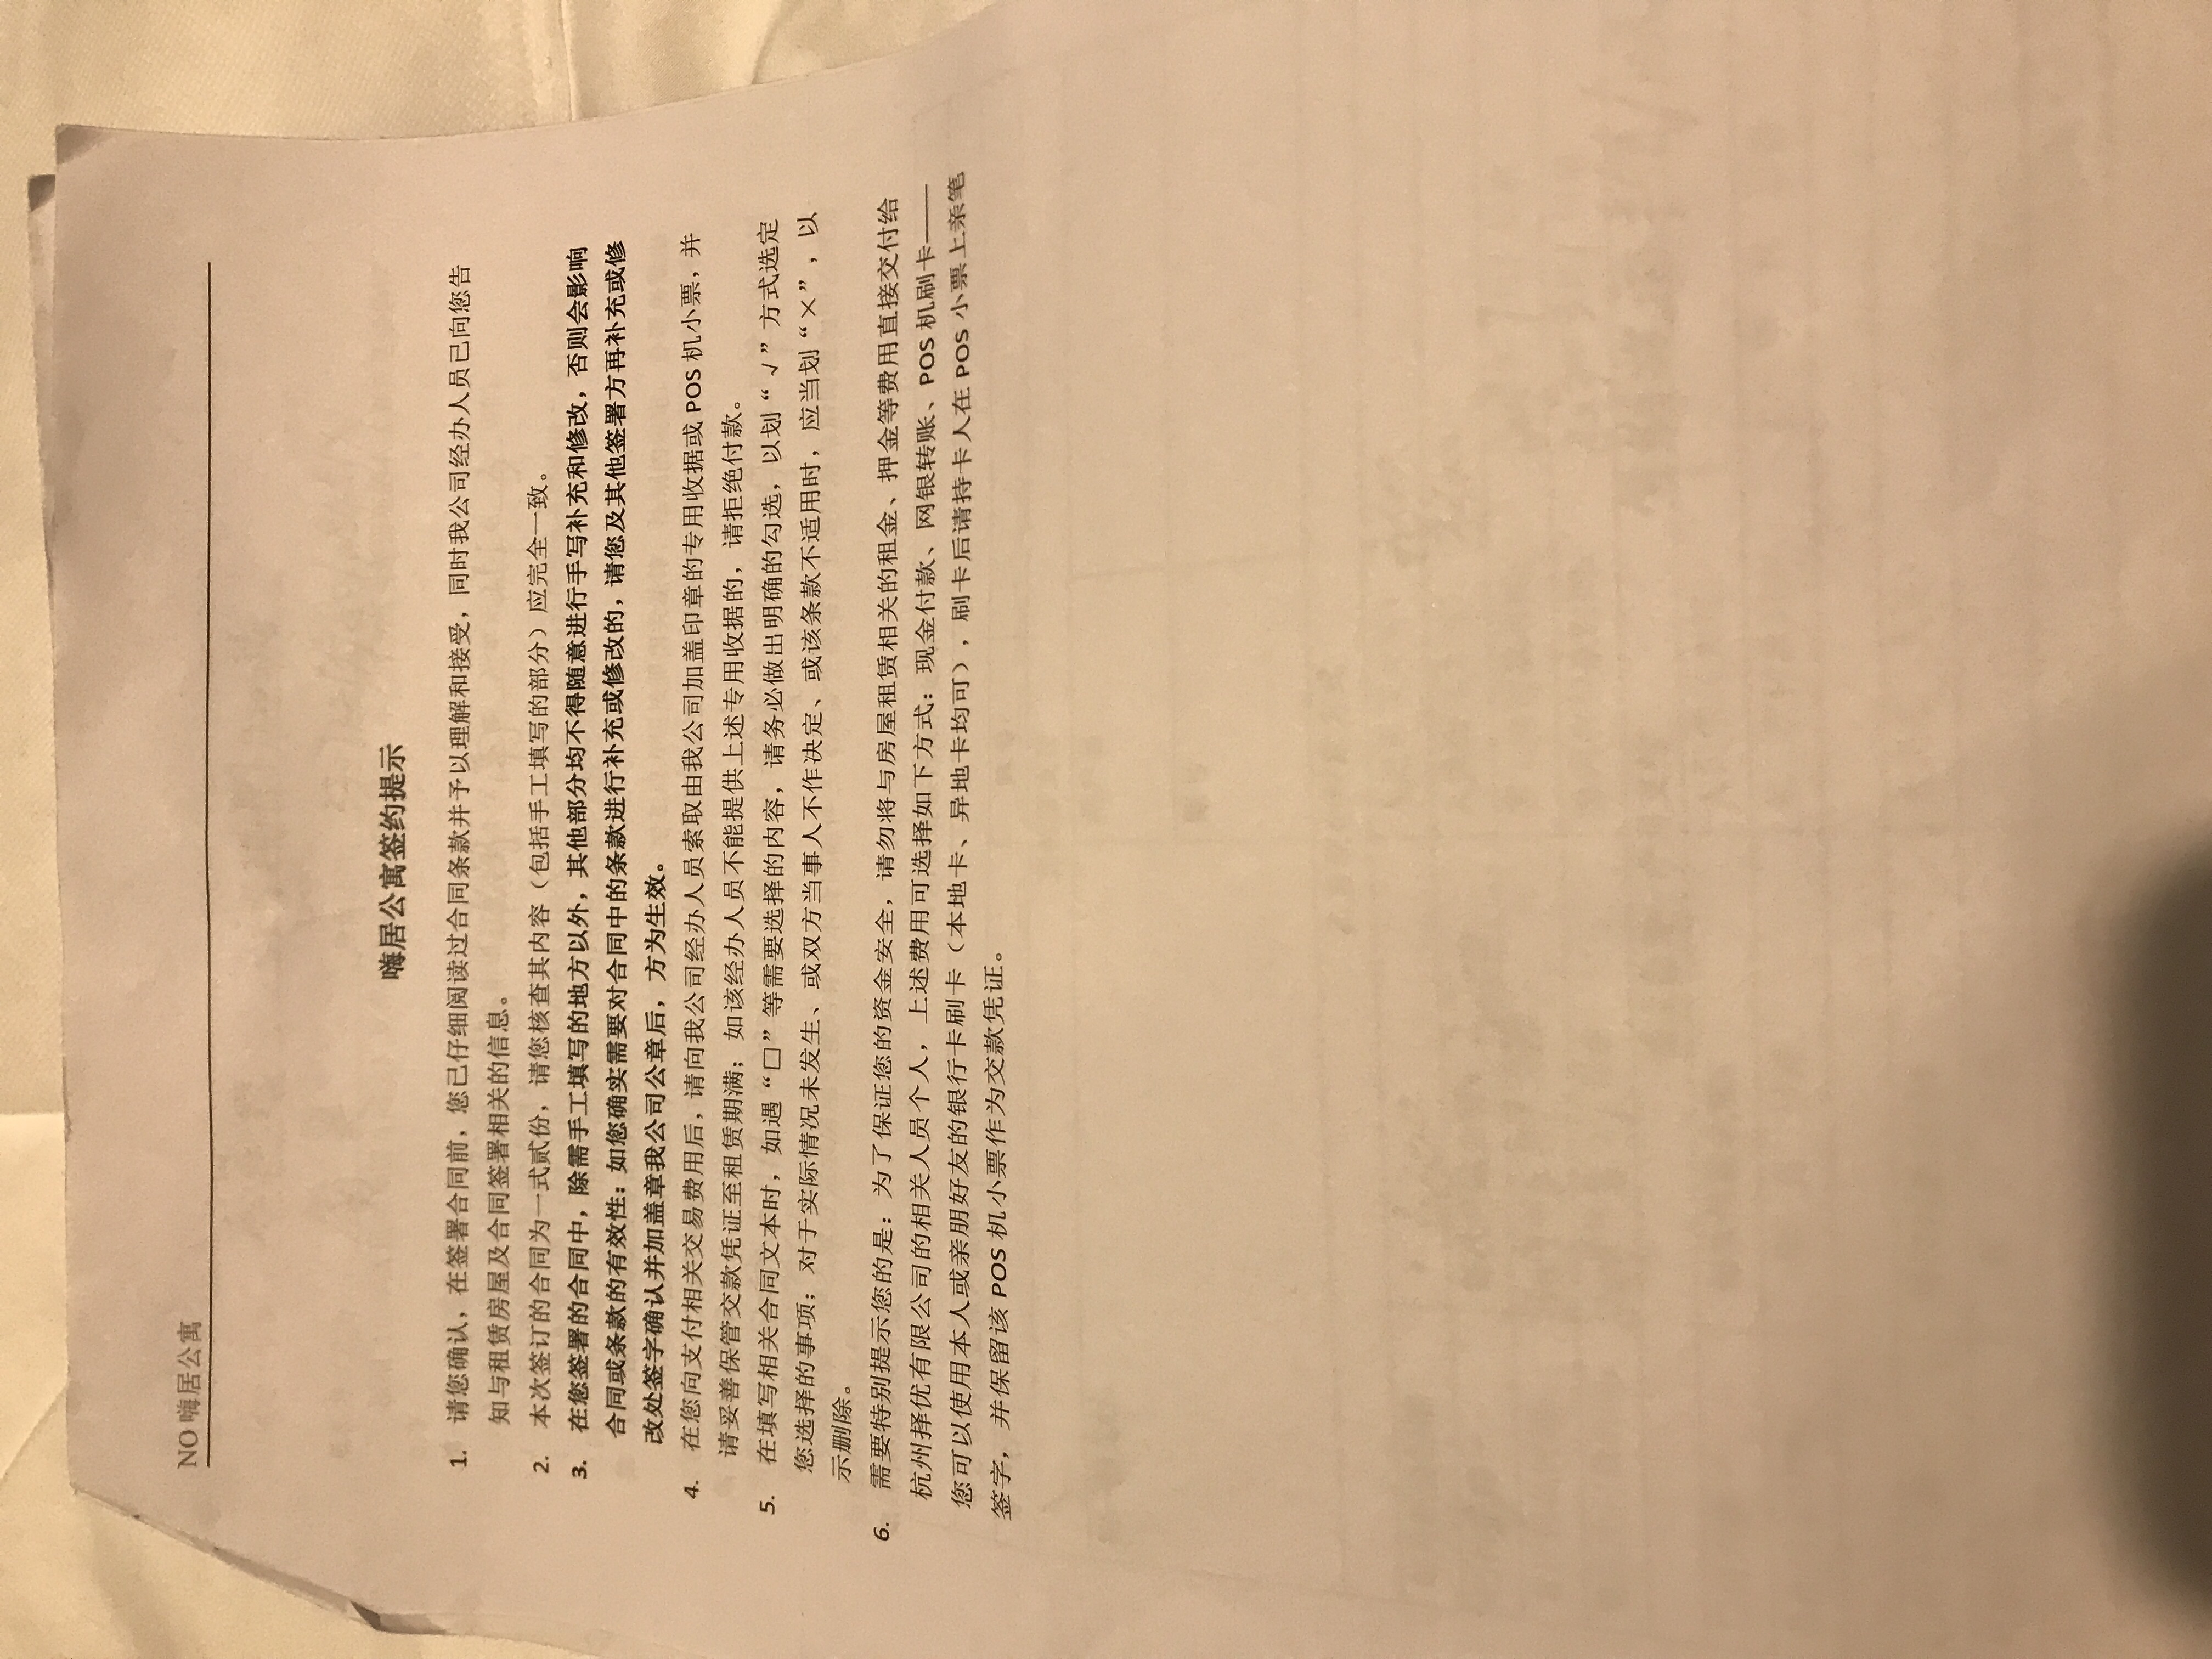 NO 嗨居公寓
嗨居公寓签约提示
1. 请您确认，在签署合同前，您已仔细阅读过合同条款并予以理解和接受，同时我公司经办人员已向您告
知与租赁房屋及合同签署相关的信息。
2. 本次签订的合同为一式贰份，请您核查其内容（包括手工填写的部分）应完全一致。
3. 在您签署的合同中，除需手工填写的地方以外，其他部分均不得随意进行手写补充和修改，否则会影响
合同或条款的有效性：如您确实需要对合同中的条款进行补充或修改的，请您及其他签署方再补充或修
改处签字确认并加盖章我公司公章后，方为生效。
4. 在您向支付相关交易费用后，请向我公司经办人员索取由我公司加盖印章的专用收据或 POS 机小票，并
请妥善保管交款凭证至租赁期满；如该经办人员不能提供上述专用收据的，请拒绝付款。
5. 在填写相关合同文本时，如遇“□”等需要选择的内容，请务必做出明确的勾选，以划“√”方式选定
您选择的事项；对于实际情况未发生、或双方当事人不作决定、或该条款不适用时，应当划“×”，以
示删除。
6. 需要特别提示您的是：为了保证您的资金安全，请勿将与房屋租赁相关的租金、押金等费用直接交付给
杭州择优有限公司的相关人员个人，上述费用可选择如下方式：现金付款、网银转账、POS 机刷卡——
您可以使用本人或亲朋好友的银行卡刷卡（本地卡、异地卡均可），刷卡后请持卡人在 POS 小票上亲笔
签字，并保留该 POS 机小票作为交款凭证。